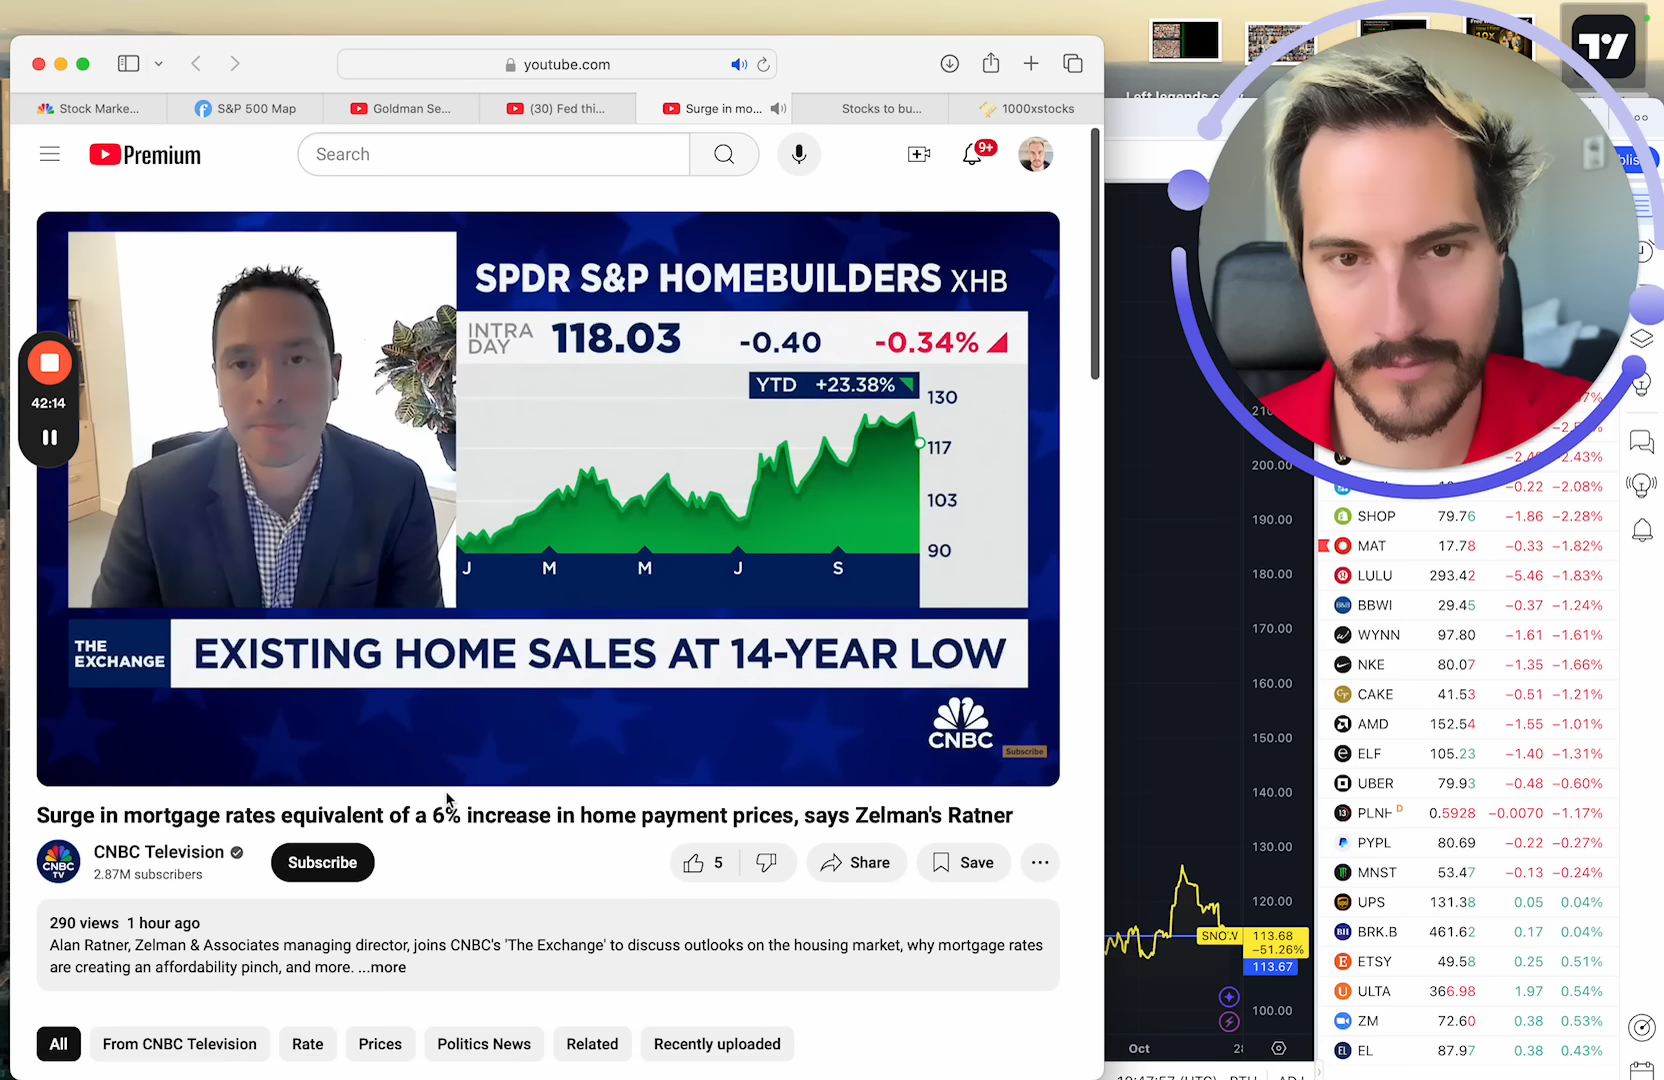 youtube.com
Stock Marke...
S&P 500 Map
Goldman Se...
(30) Fed thi...
Surge in mo...
Stocks to bu...
1000xstocks
Premium
Search
9+
SPDR S&P HOMEBUILDERS XHB
INTRA DAY 118.03 -0.40 -0.34%
YTD +23.38%
130
117
103
90
J M M J S
THE EXCHANGE
EXISTING HOME SALES AT 14-YEAR LOW
CNBC
Subscribe
42:14
Surge in mortgage rates equivalent of a 6% increase in home payment prices, says Zelman's Ratner
CNBC TV
CNBC Television
2.87M subscribers
Subscribe
5
Share
Save
290 views 1 hour ago
Alan Ratner, Zelman & Associates managing director, joins CNBC's 'The Exchange' to discuss outlooks on the housing market, why mortgage rates
are creating an affordability pinch, and more. ...more
All
From CNBC Television
Rate
Prices
Politics News
Related
Recently uploaded
200.00
190.00
180.00
170.00
160.00
150.00
140.00
130.00
120.00
113.68
−51.26%
113.67
100.00
Oct
−2.43%
−0.22 −2.08%
SHOP 79.76 −1.86 −2.28%
MAT 17.78 −0.33 −1.82%
LULU 293.42 −5.46 −1.83%
BBWI 29.45 −0.37 −1.24%
WYNN 97.80 −1.61 −1.61%
NKE 80.07 −1.35 −1.66%
CAKE 41.53 −0.51 −1.21%
AMD 152.54 −1.55 −1.01%
ELF 105.23 −1.40 −1.31%
UBER 79.93 −0.48 −0.60%
PLNH D 0.5928 −0.0070 −1.17%
PYPL 80.69 −0.22 −0.27%
MNST 53.47 −0.13 −0.24%
UPS 131.38 0.05 0.04%
BRK.B 461.62 0.17 0.04%
ETSY 49.58 0.25 0.51%
ULTA 366.98 1.97 0.54%
ZM 72.60 0.38 0.53%
EL 87.97 0.38 0.43%